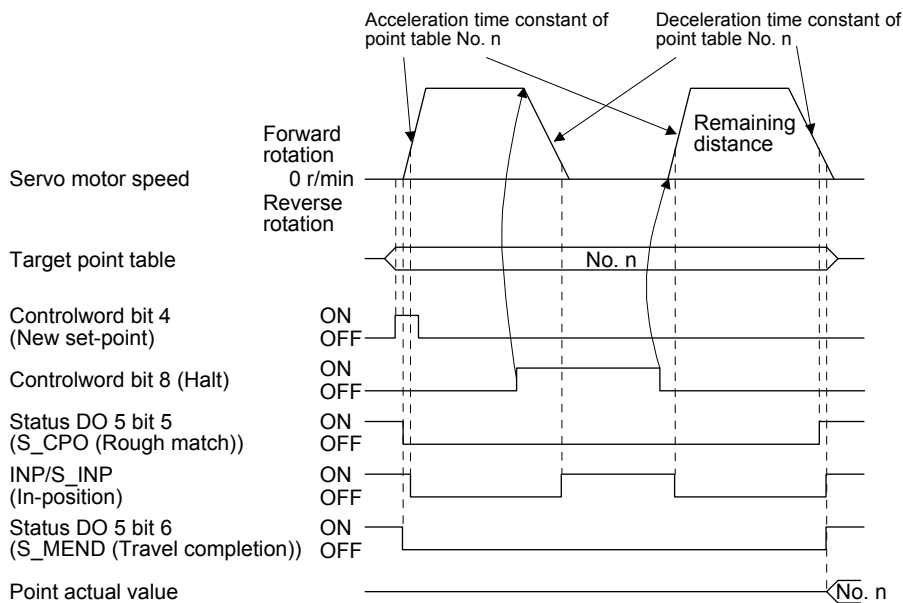 Acceleration time constant of
point table No. n
Deceleration time constant of
point table No. n
Forward
rotation
Remaining
distance
Servo motor speed
0 r/min
Reverse
rotation
Target point table
No. n
Controlword bit 4
(New set-point)
ON
OFF
Controlword bit 8 (Halt)
ON
OFF
Status DO 5 bit 5
(S_CPO (Rough match))
ON
OFF
INP/S_INP
(In-position)
ON
OFF
Status DO 5 bit 6
(S_MEND (Travel completion))
ON
OFF
Point actual value
No. n